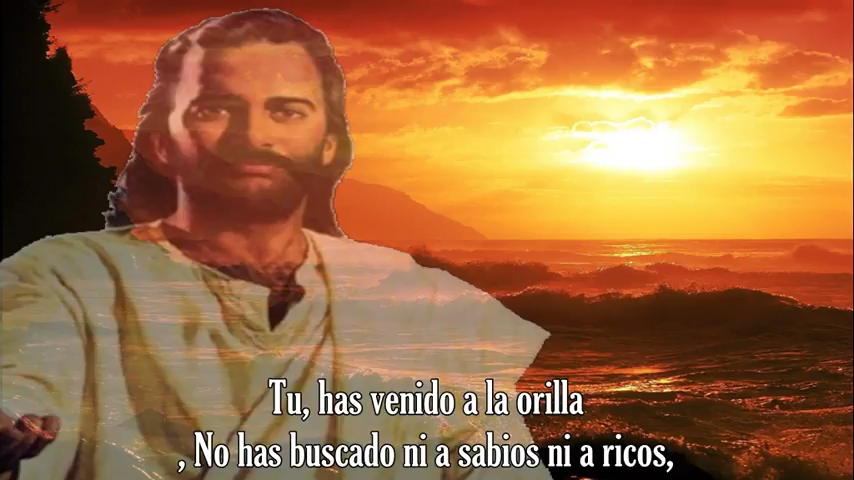 Tu, has venido a la orilla
, No has buscado ni a sabios ni a ricos,